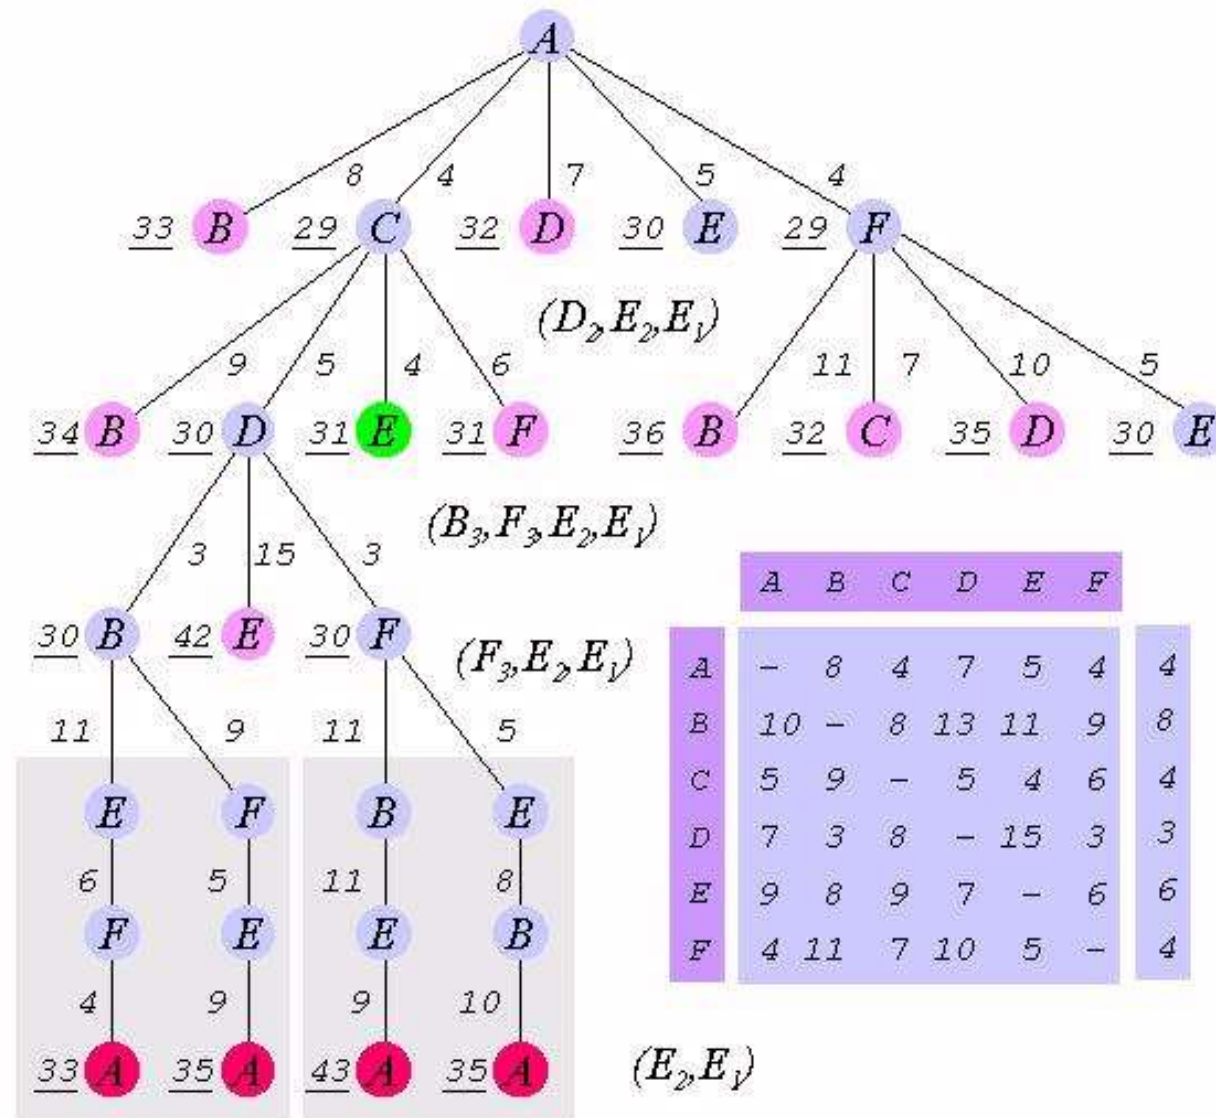 A
8 4 7 5 4
33 B 29 C 32 D 30 E 29 F
(D2,E2,E1)
9 5 4 6 11 7 10 5
34 B 30 D 31 E 31 F 36 B 32 C 35 D 30 E
(B3,F3,E2,E1)
3 15 3
30 B 42 E 30 F
(F3,E2,E1)
11 9 11 5
E F B E
6 5 11 8
F E E B
4 9 9 10
33 A 35 A 43 A 35 A
(E2,E1)
A B C D E F
A - 8 4 7 5 4 4
B 10 - 8 13 11 9 8
C 5 9 - 5 4 6 4
D 7 3 8 - 15 3 3
E 9 8 9 7 - 6 6
F 4 11 7 10 5 - 4